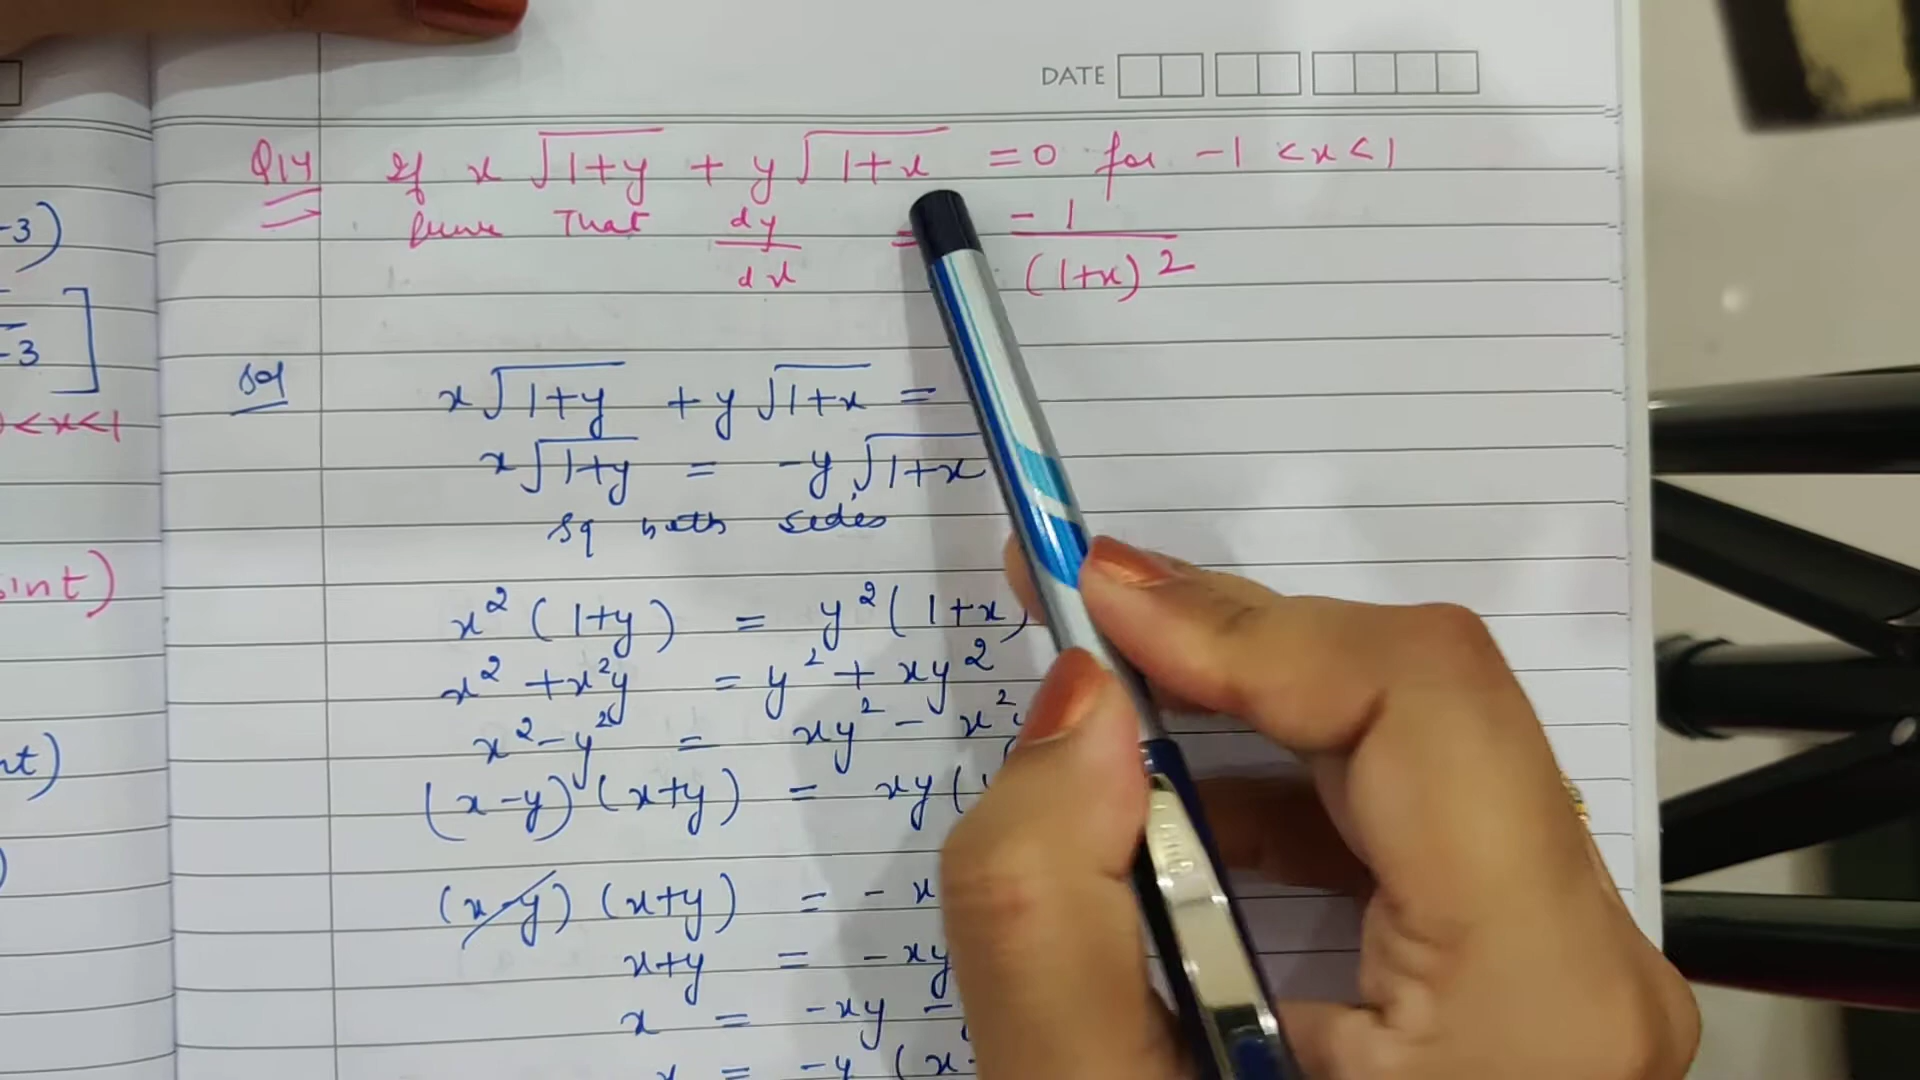 DATE
Q14 If x √1+y + y √1+x = 0 for -1 < x < 1
Prove That dy/dx = -1/(1+x)²
-3)
-3 ]
<x<1
int)
nt)
)
Sol
x√1+y + y √1+x =
x√1+y = -y √1+x
Sq both sides
x² (1+y) = y² (1+x)
x² + x²y = y² + xy²
x² - y² = xy² - x²y
(x-y) (x+y) = xy (
(x-y) (x+y) = - x
x+y = - xy
x = -xy -
x = -y (x